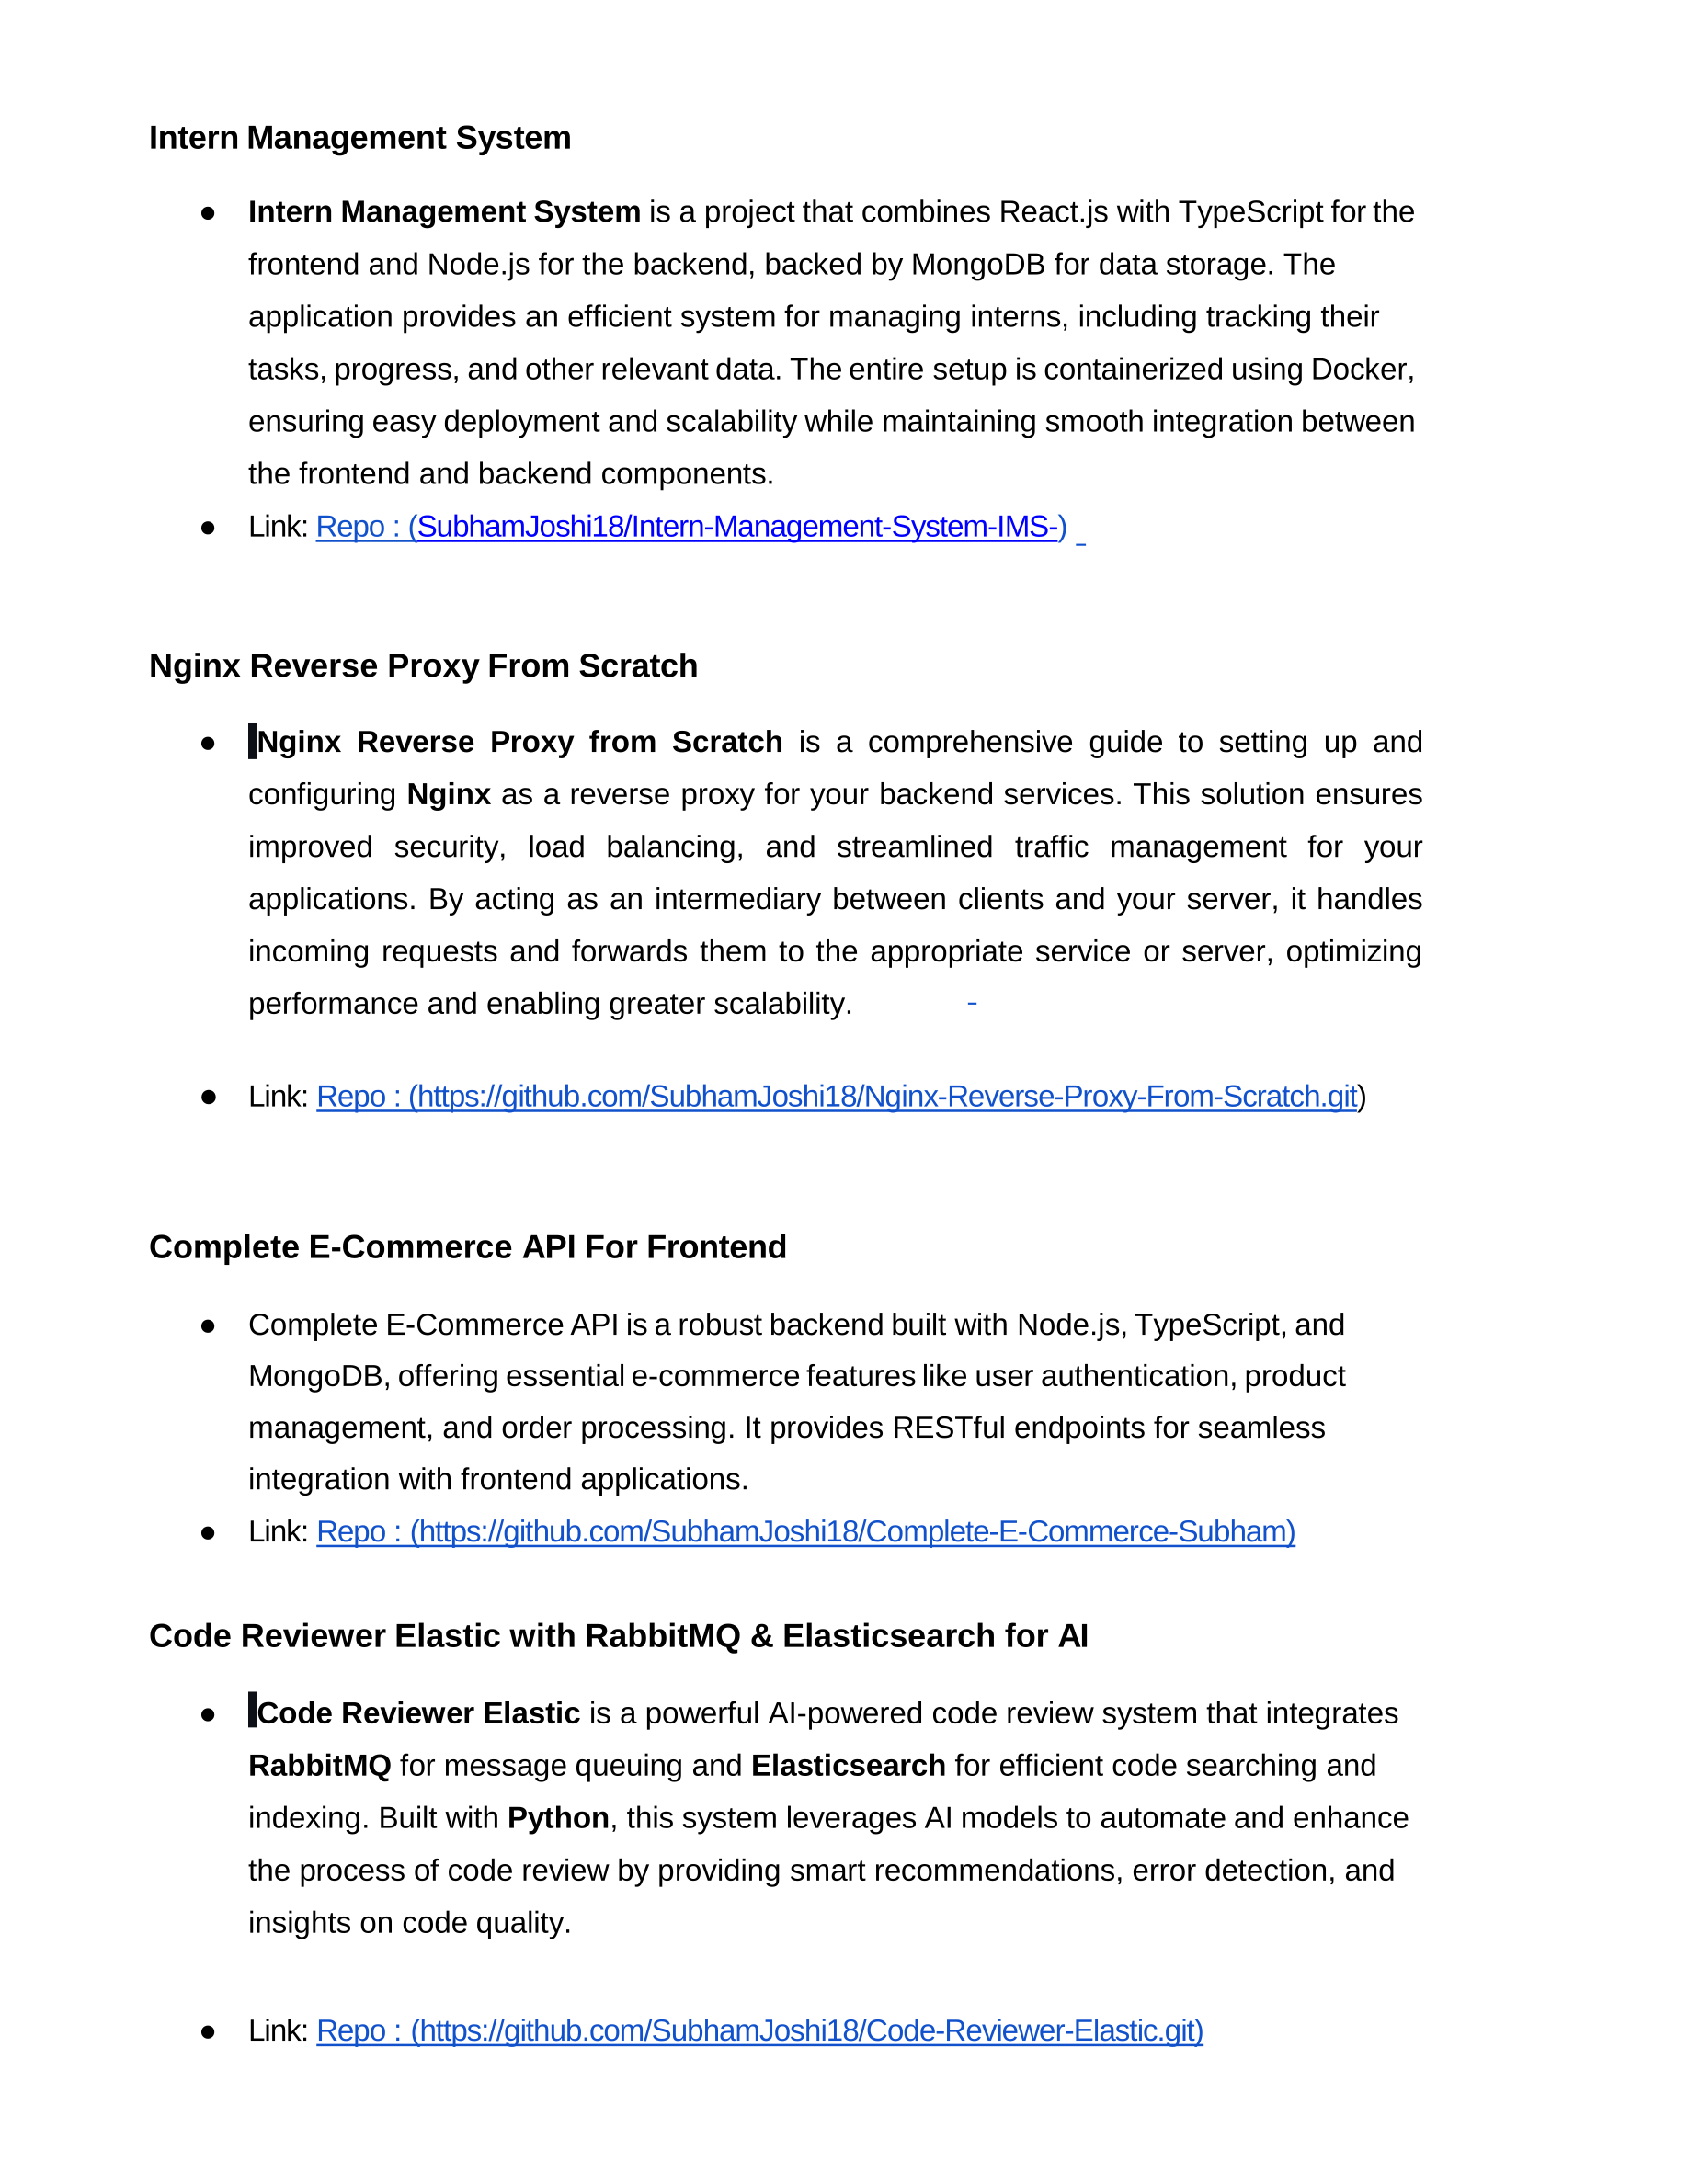 Intern Management System
● Intern Management System is a project that combines React.js with TypeScript for the
frontend and Node.js for the backend, backed by MongoDB for data storage. The
application provides an efficient system for managing interns, including tracking their
tasks, progress, and other relevant data. The entire setup is containerized using Docker,
ensuring easy deployment and scalability while maintaining smooth integration between
the frontend and backend components.
● Link: Repo : (SubhamJoshi18/Intern-Management-System-IMS-)
Nginx Reverse Proxy From Scratch
● Nginx Reverse Proxy from Scratch is a comprehensive guide to setting up and
configuring Nginx as a reverse proxy for your backend services. This solution ensures
improved security, load balancing, and streamlined traffic management for your
applications. By acting as an intermediary between clients and your server, it handles
incoming requests and forwards them to the appropriate service or server, optimizing
performance and enabling greater scalability.
● Link: Repo : (https://github.com/SubhamJoshi18/Nginx-Reverse-Proxy-From-Scratch.git)
Complete E-Commerce API For Frontend
● Complete E-Commerce API is a robust backend built with Node.js, TypeScript, and
MongoDB, offering essential e-commerce features like user authentication, product
management, and order processing. It provides RESTful endpoints for seamless
integration with frontend applications.
● Link: Repo : (https://github.com/SubhamJoshi18/Complete-E-Commerce-Subham)
Code Reviewer Elastic with RabbitMQ & Elasticsearch for AI
● Code Reviewer Elastic is a powerful AI-powered code review system that integrates
RabbitMQ for message queuing and Elasticsearch for efficient code searching and
indexing. Built with Python, this system leverages AI models to automate and enhance
the process of code review by providing smart recommendations, error detection, and
insights on code quality.
● Link: Repo : (https://github.com/SubhamJoshi18/Code-Reviewer-Elastic.git)